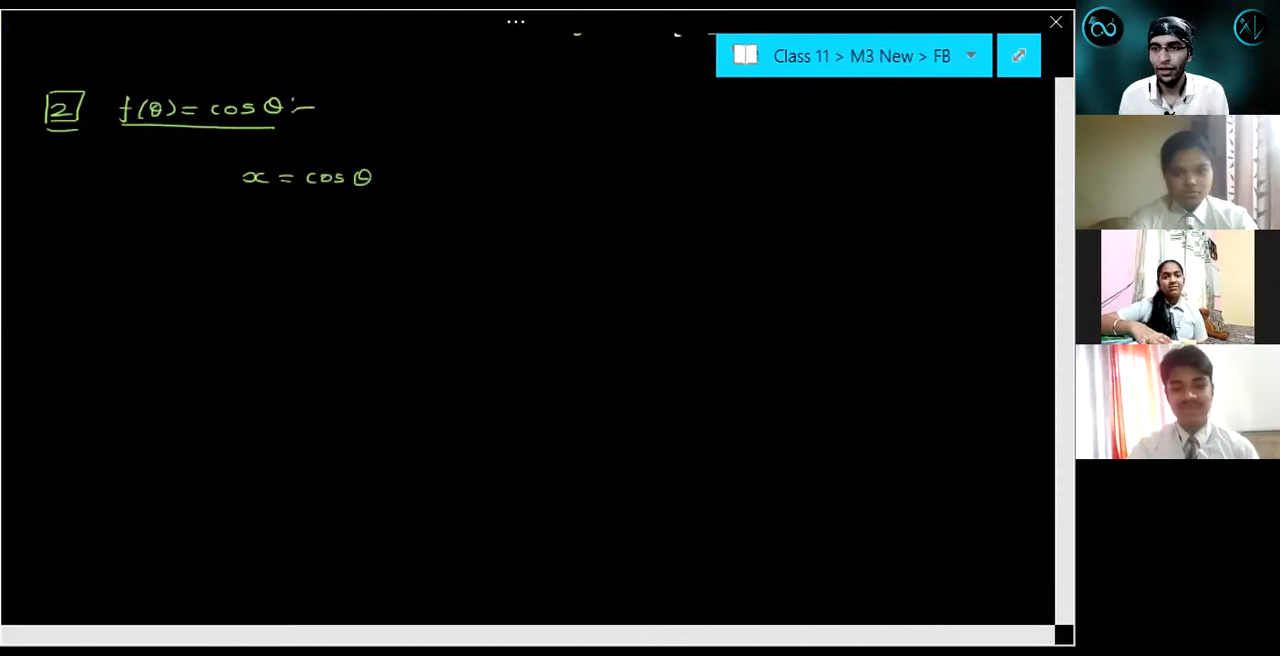 Class 11 > M3 New > FB
2 f(θ) = cos θ :-
x = cos θ